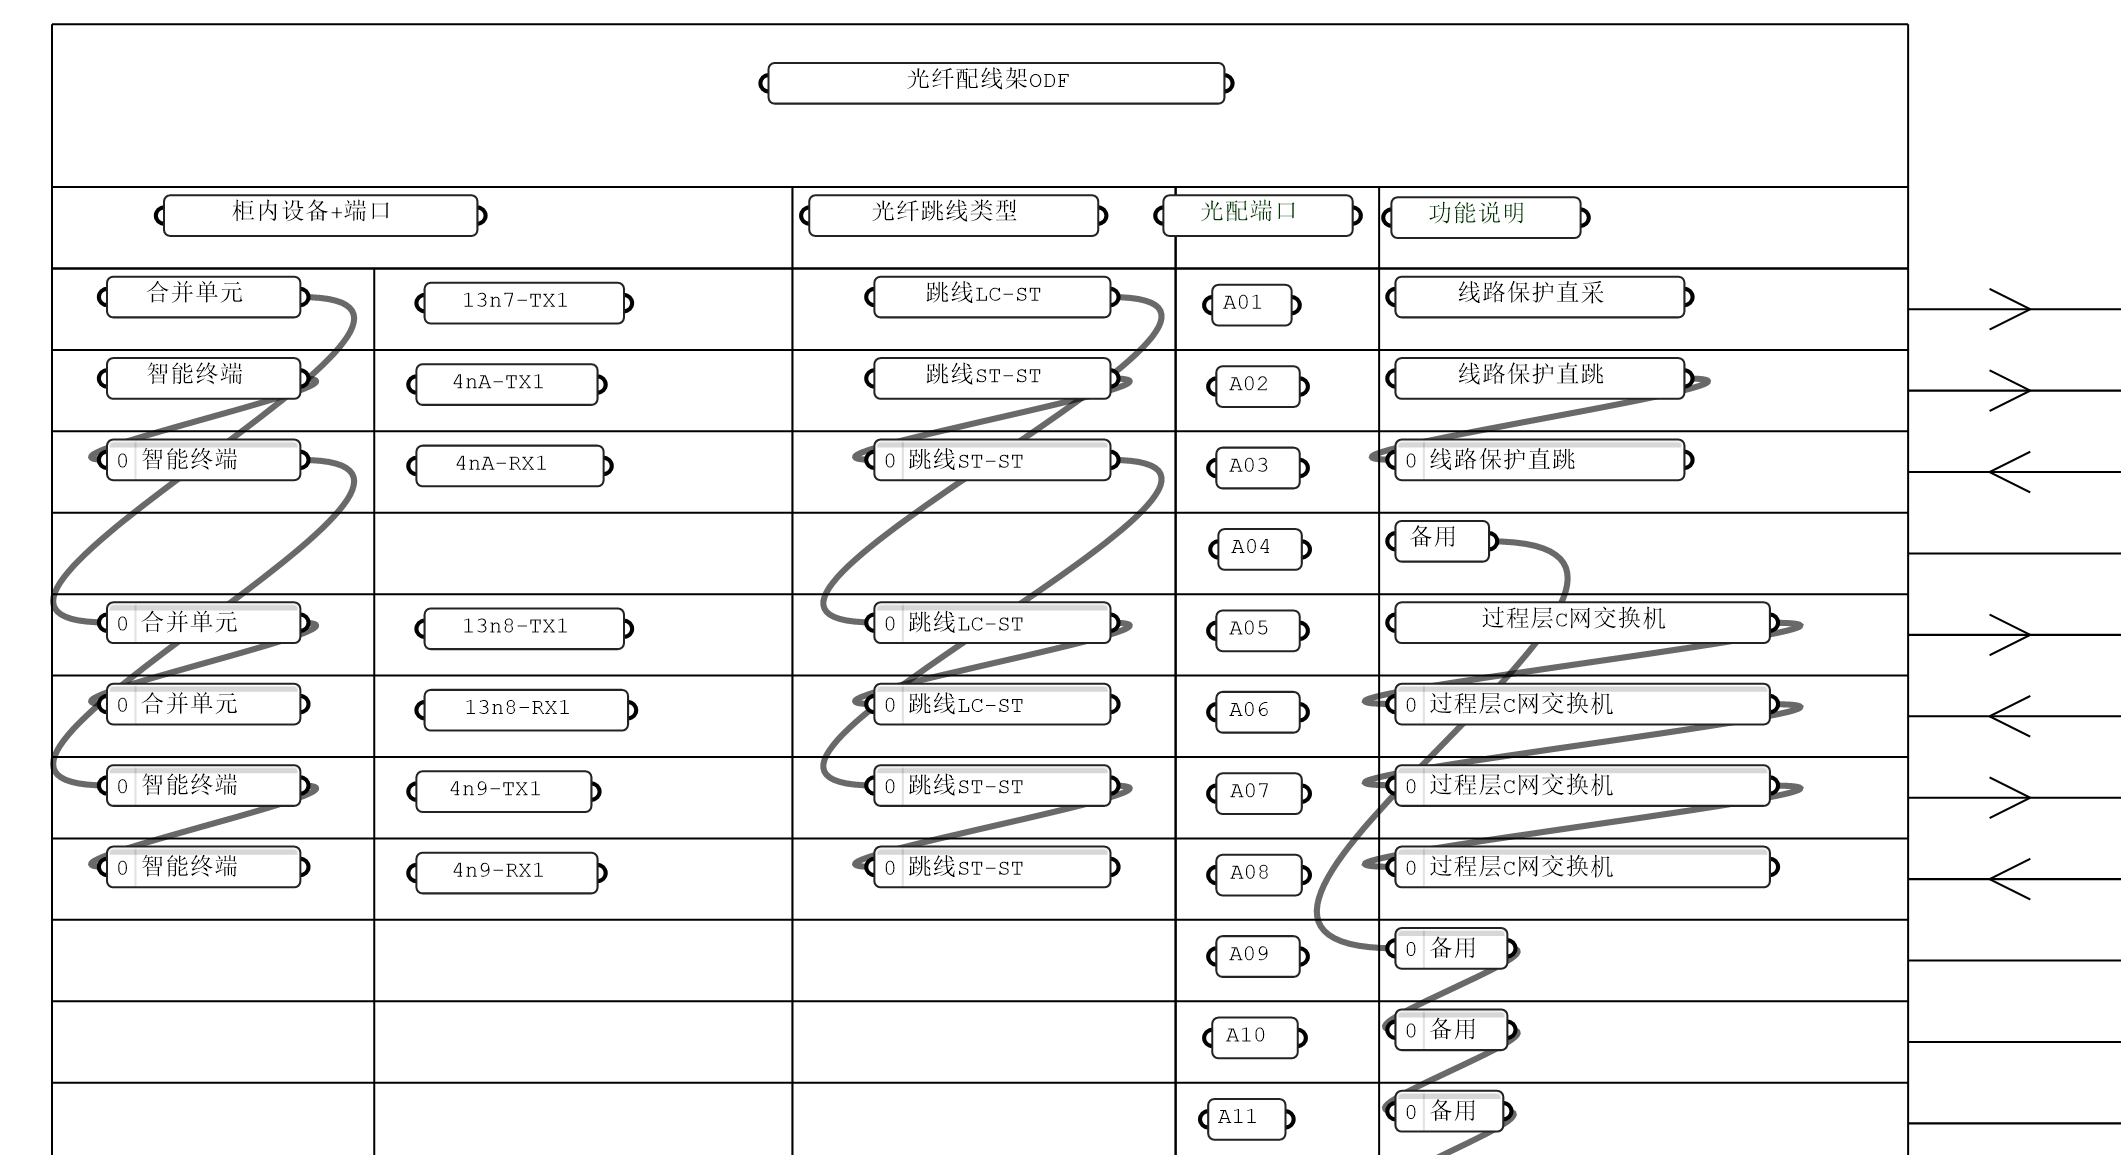 光纤配线架ODF
柜内设备+端口 光纤跳线类型 光配端口 功能说明
合并单元 13n7-TX1 跳线LC-ST A01 线路保护直采
智能终端 4nA-TX1 跳线ST-ST A02 线路保护直跳
0 智能终端 4nA-RX1 0 跳线ST-ST A03 0 线路保护直跳
A04 备用
0 合并单元 13n8-TX1 0 跳线LC-ST A05 过程层C网交换机
0 合并单元 13n8-RX1 0 跳线LC-ST A06 0 过程层C网交换机
0 智能终端 4n9-TX1 0 跳线ST-ST A07 0 过程层C网交换机
0 智能终端 4n9-RX1 0 跳线ST-ST A08 0 过程层C网交换机
A09 0 备用
A10 0 备用
A11 0 备用